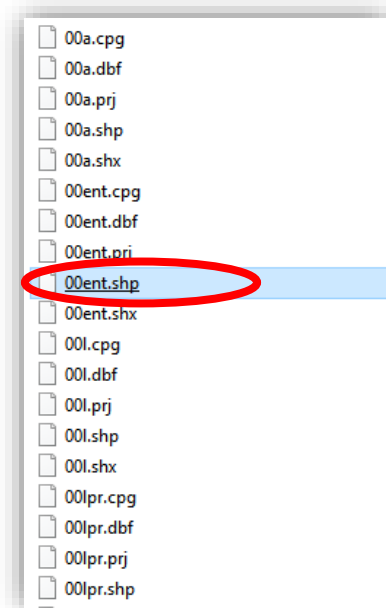 00a.cpg
00a.dbf
00a.prj
00a.shp
00a.shx
00ent.cpg
00ent.dbf
00ent.prj
00ent.shp
00ent.shx
00l.cpg
00l.dbf
00l.prj
00l.shp
00l.shx
00lpr.cpg
00lpr.dbf
00lpr.prj
00lpr.shp